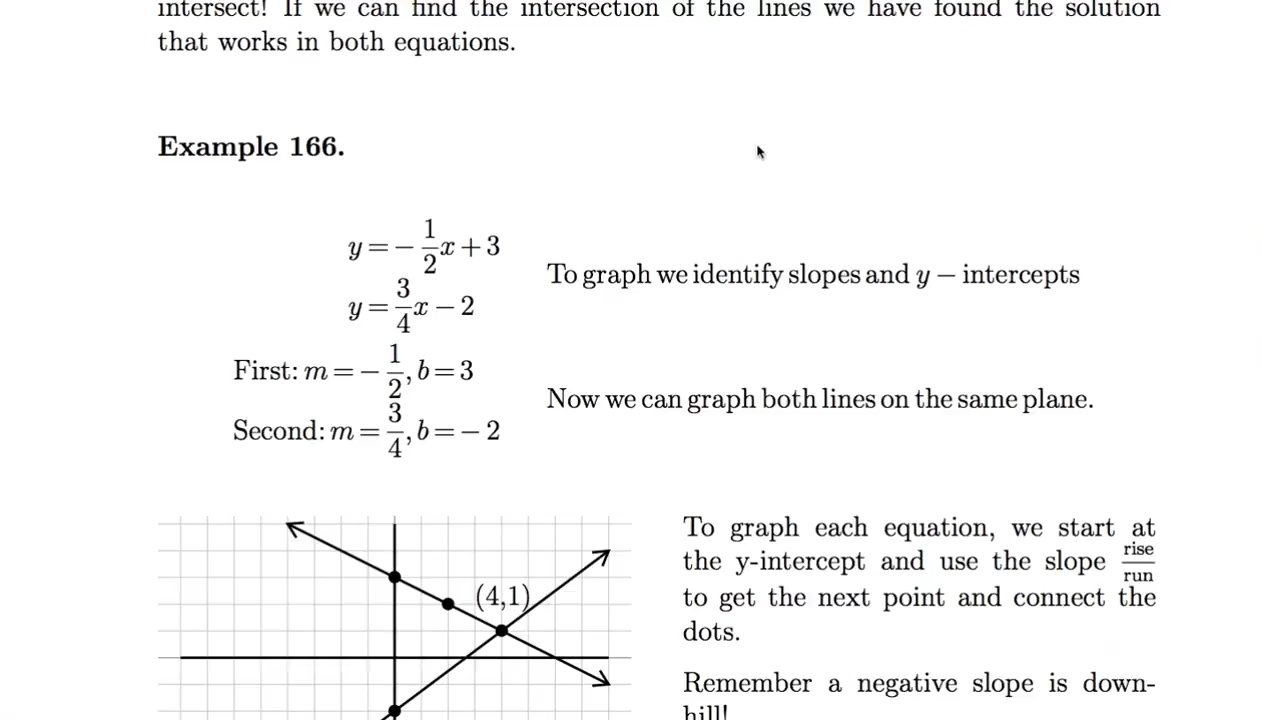 intersect! If we can find the intersection of the lines we have found the solution
that works in both equations.
Example 166.
y = − 1/2 x + 3
y = 3/4 x − 2
To graph we identify slopes and y − intercepts
First: m = − 1/2, b = 3
Second: m = 3/4, b = − 2
Now we can graph both lines on the same plane.
(4,1)
To graph each equation, we start at
the y-intercept and use the slope rise/run
to get the next point and connect the
dots.
Remember a negative slope is down-
hill!